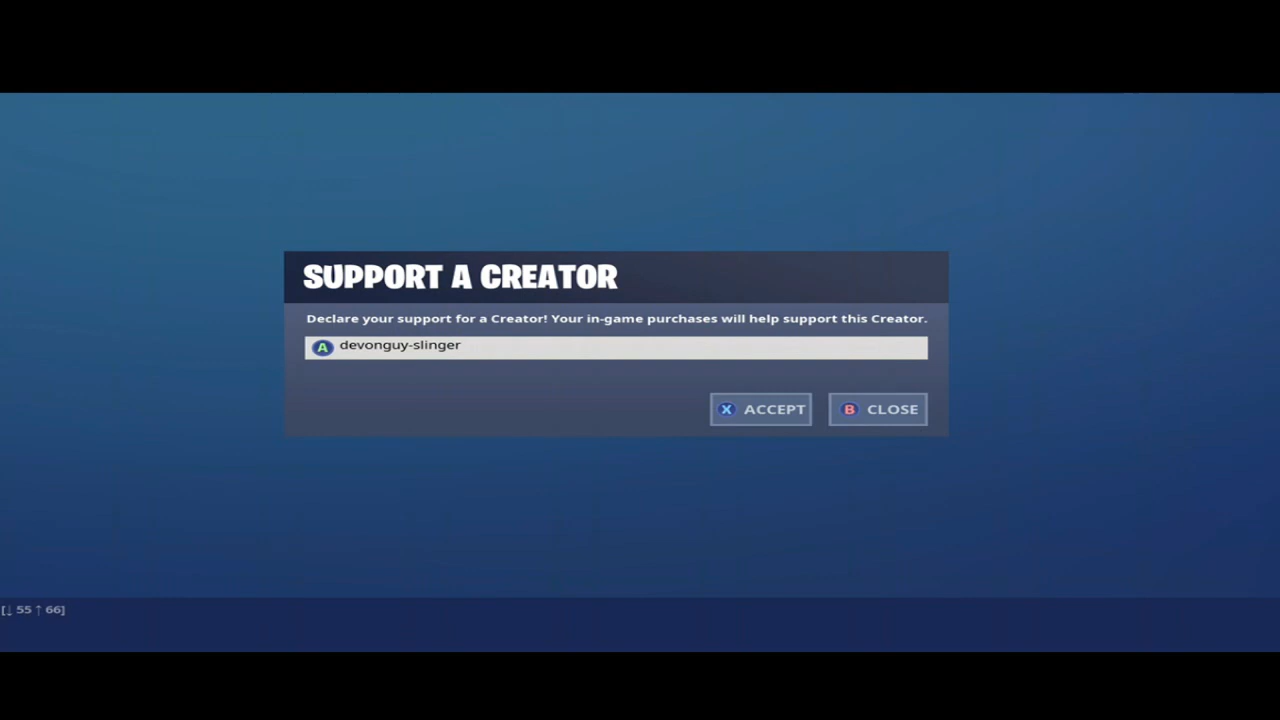 SUPPORT A CREATOR
Declare your support for a Creator! Your in-game purchases will help support this Creator.
A devonguy-slinger
X ACCEPT B CLOSE
[↓ 55 ↑ 66]